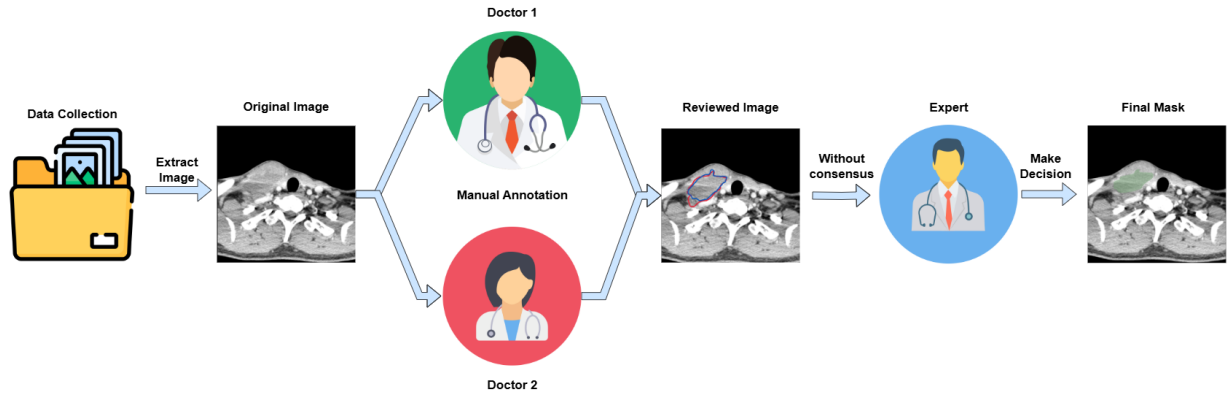 Doctor 1
Data Collection
Original Image
Reviewed Image
Expert
Final Mask
Extract
Image
Without
consensus
Make
Decision
Manual Annotation
Doctor 2